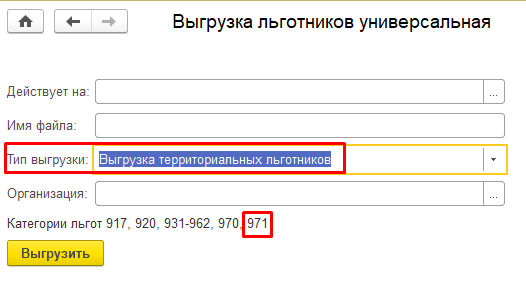 Выгрузка льготников универсальная
Действует на:
...
Имя файла:
Тип выгрузки: Выгрузка территориальных льготников
Организация:
...
Категории льгот 917, 920, 931-962, 970, 971
Выгрузить